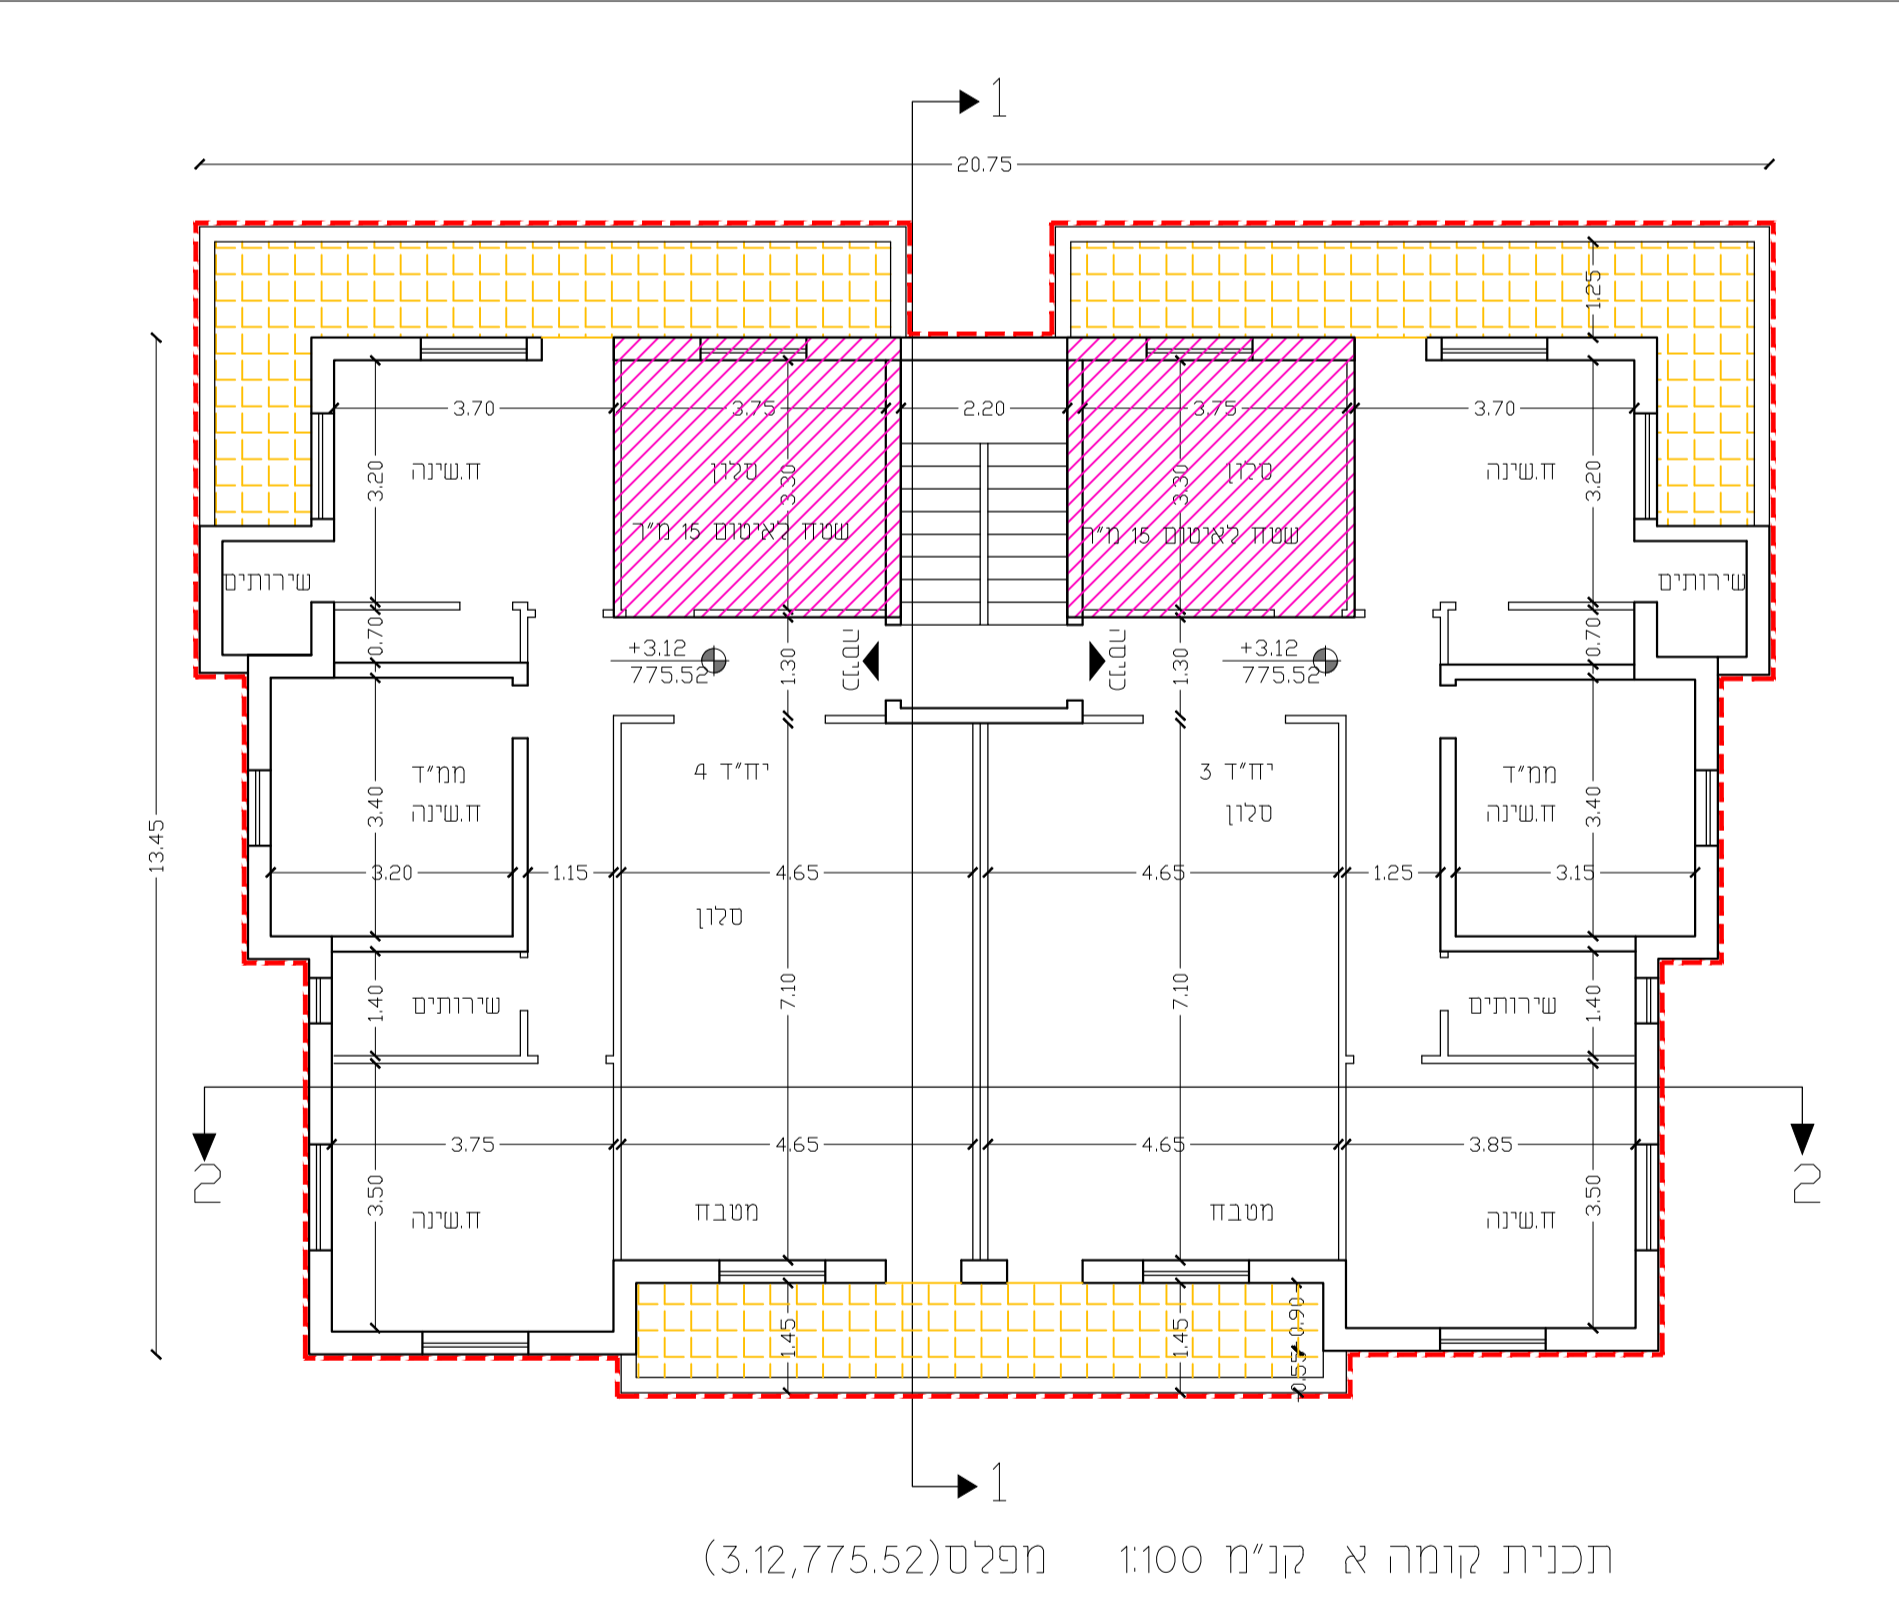 1
20.75
1.25
3.70
3.75
2.20
3.75
3.70
3.20
ח.שינה
סלון
3.30
3.30
סלון
ח.שינה
3.20
שטח לאיטום 15 מ"ר
שטח לאיטום 15 מ"ר
שירותים
שירותים
0.70
+3.12
775.52
1.30
כניסה
כניסה
1.30
+3.12
775.52
0.70
ממ"ד
ח.שינה
3.40
יח"ד 4
יח"ד 3
סלון
ממ"ד
ח.שינה
3.40
13.45
3.20
1.15
4.65
4.65
1.25
3.15
סלון
1.40
שירותים
7.10
7.10
שירותים
1.40
2
3.75
4.65
4.65
3.85
2
3.50
ח.שינה
מטבח
מטבח
ח.שינה
3.50
1.45
1.45
0.90
0.55
1
תכנית קומה א קנ"מ 1:100 מפלס(3.12,775.52)